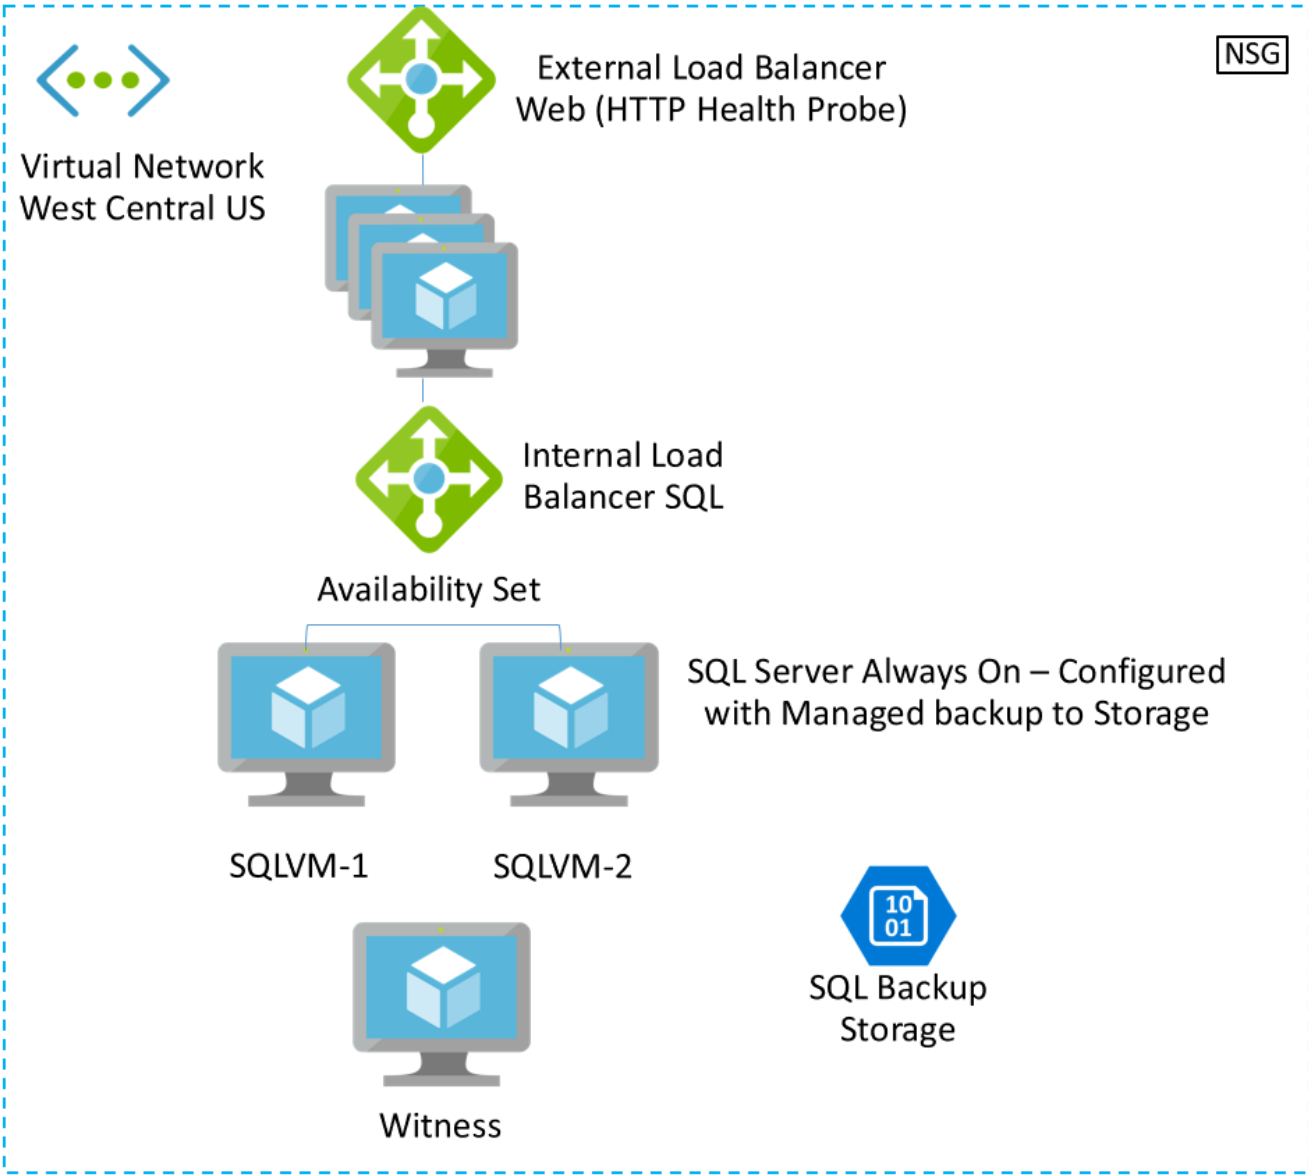 External Load Balancer
Web (HTTP Health Probe)
NSG
Virtual Network
West Central US
Internal Load
Balancer SQL
Availability Set
SQL Server Always On – Configured
with Managed backup to Storage
SQLVM-1
SQLVM-2
10
01
SQL Backup
Storage
Witness